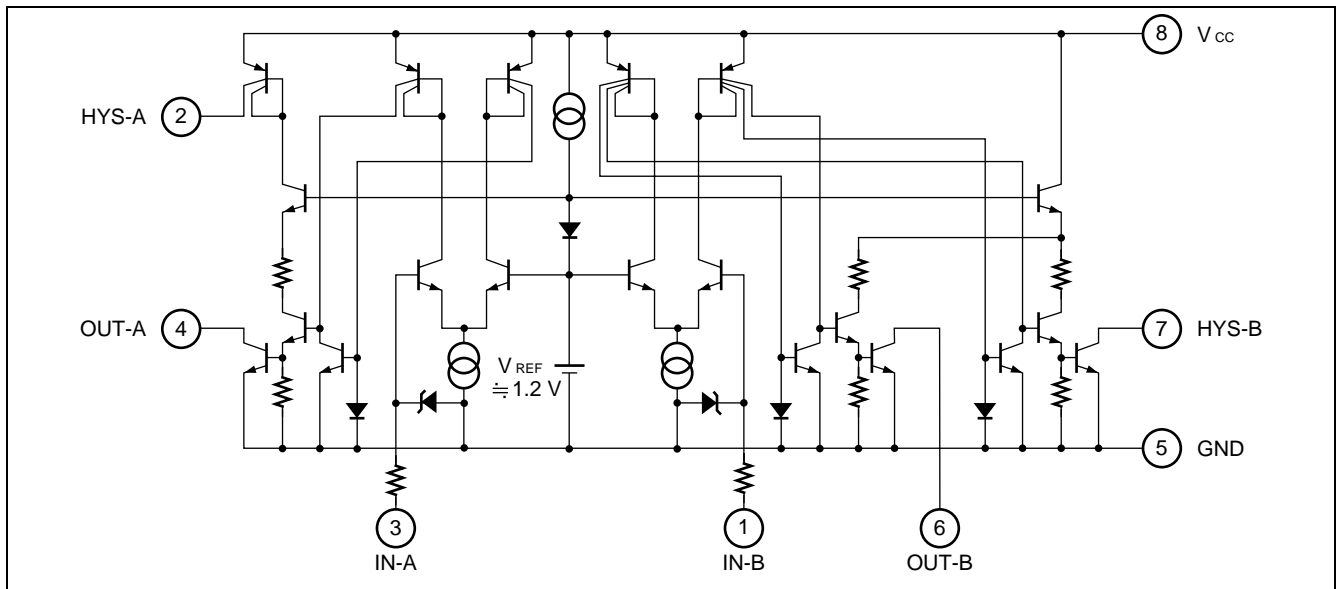 8 V CC
HYS-A 2
OUT-A 4
7 HYS-B
V REF
≒ 1.2 V
5 GND
3
IN-A
1
IN-B
6
OUT-B